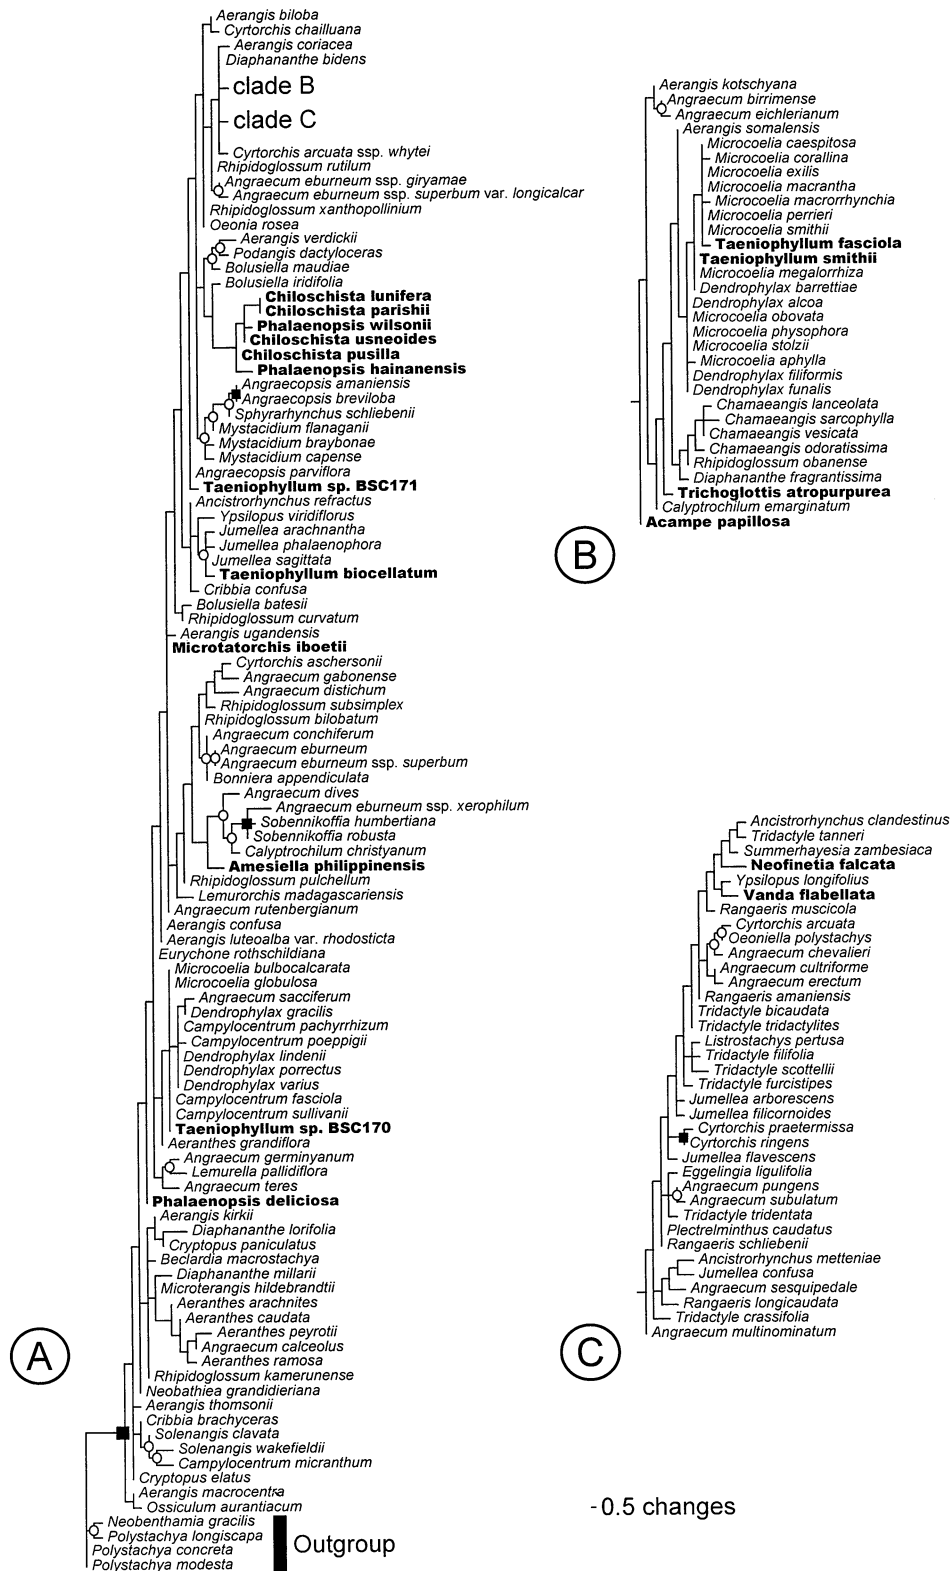 Aerangis biloba
Cyrtorchis chailluana
Aerangis coriacea
Diaphananthe bidens
clade B
clade C
Cyrtorchis arcuata ssp. whytei
Rhipidoglossum rutilum
Angraecum eburneum ssp. giryamae
Angraecum eburneum ssp. superbum var. longicalcar
Rhipidoglossum xanthopollinium
Oeonia rosea
Aerangis verdickii
Podangis dactyloceras
Bolusiella maudiae
Bolusiella iridifolia
Chiloschista lunifera
Chiloschista parishii
Phalaenopsis wilsonii
Chiloschista usneoides
Chiloschista pusilla
Phalaenopsis hainanensis
Angraecopsis amaniensis
Angraecopsis breviloba
Sphyrarhynchus schliebenii
Mystacidium flanaganii
Mystacidium braybonae
Mystacidium capense
Angraecopsis parviflora
Taeniophyllum sp. BSC171
Ancistrorhynchus refractus
Ypsilopus viridiflorus
Jumellea arachnantha
Jumellea phalaenophora
Jumellea sagittata
Taeniophyllum biocellatum
Cribbia confusa
Bolusiella batesii
Rhipidoglossum curvatum
Aerangis ugandensis
Microtatorchis iboetii
Cyrtorchis aschersonii
Angraecum gabonense
Angraecum distichum
Rhipidoglossum subsimplex
Rhipidoglossum bilobatum
Angraecum conchiferum
Angraecum eburneum
Angraecum eburneum ssp. superbum
Bonniera appendiculata
Angraecum dives
Angraecum eburneum ssp. xerophilum
Sobennikoffia humbertiana
Sobennikoffia robusta
Calyptrochilum christyanum
Amesiella philippinensis
Rhipidoglossum pulchellum
Lemurorchis madagascariensis
Angraecum rutenbergianum
Aerangis confusa
Aerangis luteoalba var. rhodosticta
Eurychone rothschildiana
Microcoelia bulbocalcarata
Microcoelia globulosa
Angraecum sacciferum
Dendrophylax gracilis
Campylocentrum pachyrrhizum
Campylocentrum poeppigii
Dendrophylax lindenii
Dendrophylax porrectus
Dendrophylax varius
Campylocentrum fasciola
Campylocentrum sullivanii
Taeniophyllum sp. BSC170
Aeranthes grandiflora
Angraecum germinyanum
Lemurella pallidiflora
Angraecum teres
Phalaenopsis deliciosa
Aerangis kirkii
Diaphananthe lorifolia
Cryptopus paniculatus
Beclardia macrostachya
Diaphananthe millarii
Microterangis hildebrandtii
Aeranthes arachnites
Aeranthes caudata
Aeranthes peyrotii
Angraecum calceolus
Aeranthes ramosa
Rhipidoglossum kamerunense
Neobathiea grandidieriana
Aerangis thomsonii
Cribbia brachyceras
Solenangis clavata
Solenangis wakefieldii
Campylocentrum micranthum
Cryptopus elatus
Aerangis macrocentra
Ossiculum aurantiacum
Neobenthamia gracilis
Polystachya longiscapa
Polystachya concreta
Polystachya modesta
Outgroup
A
Aerangis kotschyana
Angraecum birrimense
Angraecum eichlerianum
Aerangis somalensis
Microcoelia caespitosa
Microcoelia corallina
Microcoelia exilis
Microcoelia macrantha
Microcoelia macrorrhynchia
Microcoelia perrieri
Microcoelia smithii
Taeniophyllum fasciola
Taeniophyllum smithii
Microcoelia megalorrhiza
Dendrophylax barrettiae
Dendrophylax alcoa
Microcoelia obovata
Microcoelia physophora
Microcoelia stolzii
Microcoelia aphylla
Dendrophylax filiformis
Dendrophylax funalis
Chamaeangis lanceolata
Chamaeangis sarcophylla
Chamaeangis vesicata
Chamaeangis odoratissima
Rhipidoglossum obanense
Diaphananthe fragrantissima
Trichoglottis atropurpurea
Calyptrochilum emarginatum
Acampe papillosa
B
Ancistrorhynchus clandestinus
Tridactyle tanneri
Summerhayesia zambesiaca
Neofinetia falcata
Ypsilopus longifolius
Vanda flabellata
Rangaeris muscicola
Cyrtorchis arcuata
Oeoniella polystachys
Angraecum chevalieri
Angraecum cultriforme
Angraecum erectum
Rangaeris amaniensis
Tridactyle bicaudata
Tridactyle tridactylites
Listrostachys pertusa
Tridactyle filifolia
Tridactyle scottellii
Tridactyle furcistipes
Jumellea arborescens
Jumellea filicornoides
Cyrtorchis praetermissa
Cyrtorchis ringens
Jumellea flavescens
Eggelingia ligulifolia
Angraecum pungens
Angraecum subulatum
Tridactyle tridentata
Plectrelminthus caudatus
Rangaeris schliebenii
Ancistrorhynchus metteniae
Jumellea confusa
Angraecum sesquipedale
Rangaeris longicaudata
Tridactyle crassifolia
Angraecum multinominatum
C
- 0.5 changes